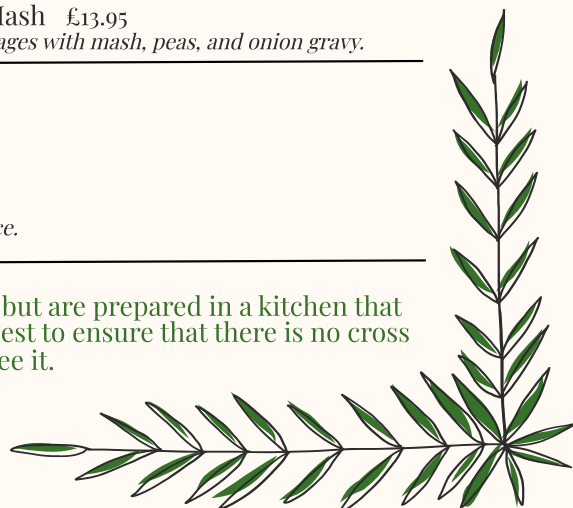 Mash £13.95
ages with mash, peas, and onion gravy.
ce.
but are prepared in a kitchen that
est to ensure that there is no cross
ee it.